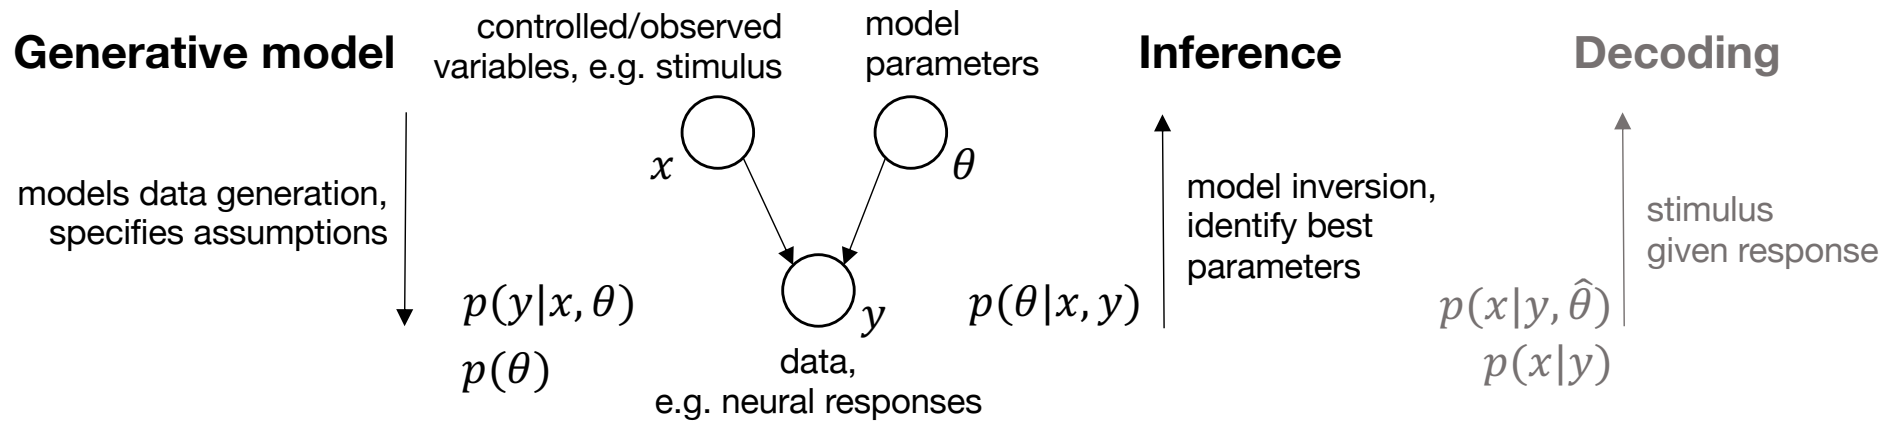 Generative model
models data generation,
specifies assumptions
controlled/observed
variables, e.g. stimulus
x
model
parameters
θ
p(y|x, θ)
p(θ)
y
data,
e.g. neural responses
Inference
model inversion,
identify best
parameters
p(θ|x, y)
Decoding
stimulus
given response
p(x|y, θ̂)
p(x|y)